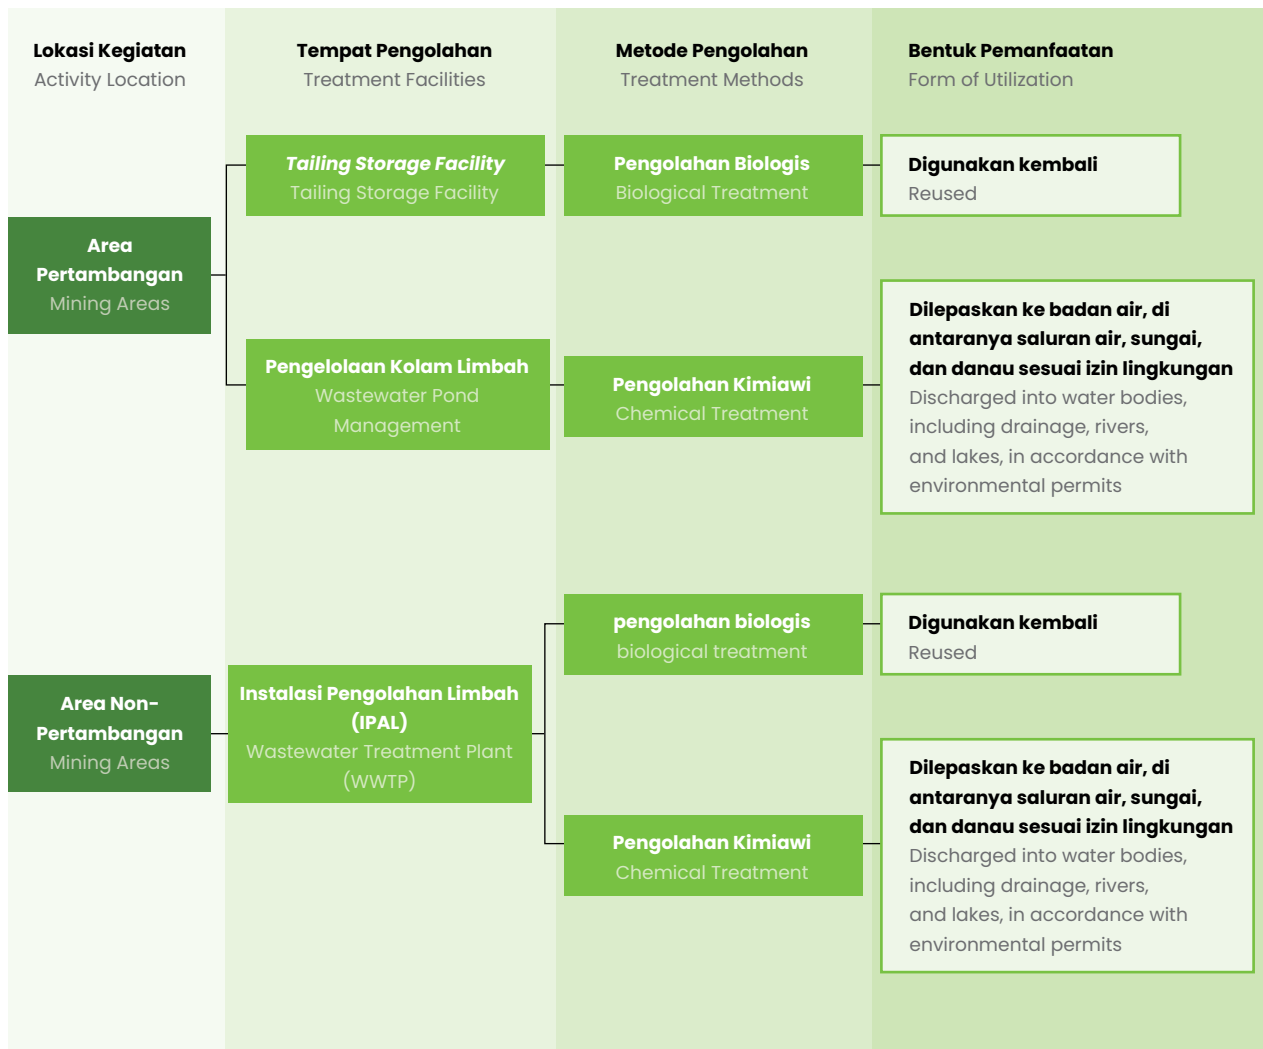 Lokasi Kegiatan
Activity Location
Tempat Pengolahan
Treatment Facilities
Metode Pengolahan
Treatment Methods
Bentuk Pemanfaatan
Form of Utilization
Area
Pertambangan
Mining Areas
Tailing Storage Facility
Tailing Storage Facility
Pengolahan Biologis
Biological Treatment
Digunakan kembali
Reused
Pengelolaan Kolam Limbah
Wastewater Pond
Management
Pengolahan Kimiawi
Chemical Treatment
Dilepaskan ke badan air, di
antaranya saluran air, sungai,
dan danau sesuai izin lingkungan
Discharged into water bodies,
including drainage, rivers,
and lakes, in accordance with
environmental permits
Area Non-
Pertambangan
Mining Areas
Instalasi Pengolahan Limbah
(IPAL)
Wastewater Treatment Plant
(WWTP)
pengolahan biologis
biological treatment
Digunakan kembali
Reused
Pengolahan Kimiawi
Chemical Treatment
Dilepaskan ke badan air, di
antaranya saluran air, sungai,
dan danau sesuai izin lingkungan
Discharged into water bodies,
including drainage, rivers,
and lakes, in accordance with
environmental permits